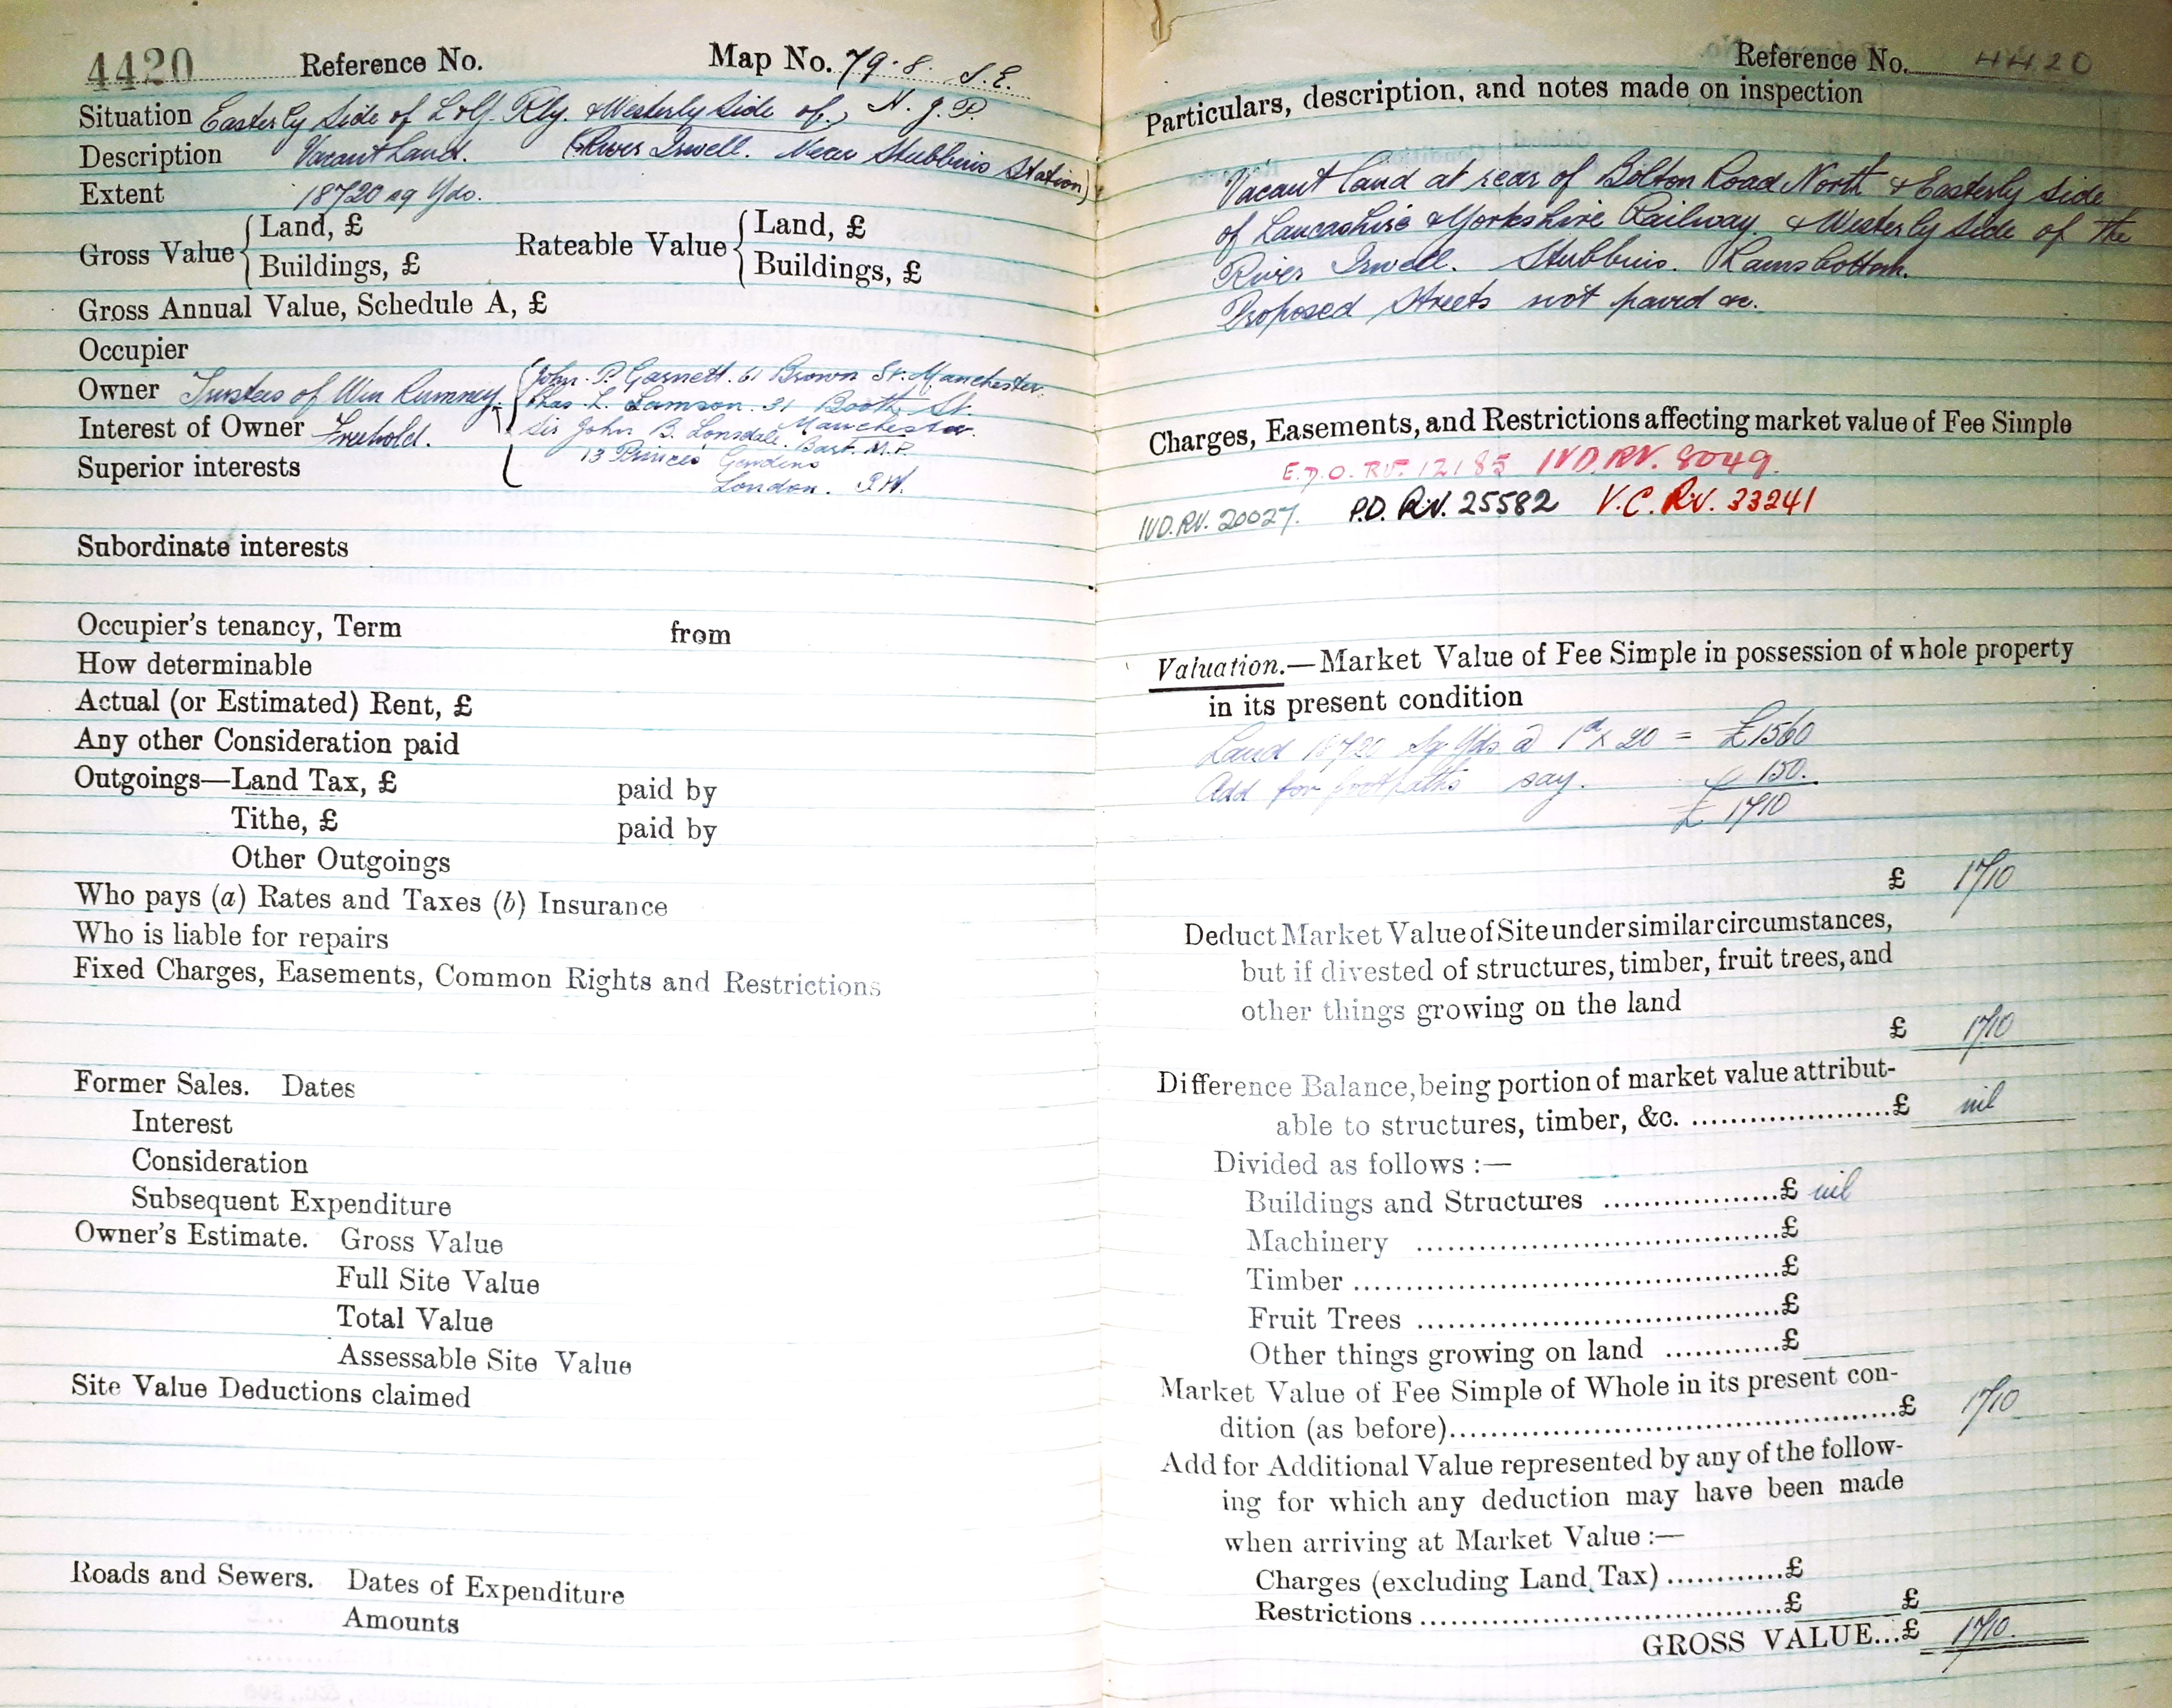 4420 Reference No. Map No. 79.8 S.E.
Situation Easterly Side of L & Y. Rly. & Westerly Side of,
Description Vacant Land. (River Irwell. Near Stubbins Station)
Extent 18720 sq Yds.
Gross Value { Land, £ Rateable Value { Land, £
Buildings, £ Buildings, £
Gross Annual Value, Schedule A, £
Occupier
Owner Trustees of Wm Rumney. { John. P. Garnett. 61 Brown St. Manchester.
Chas. L. Samson. 31 Booth St.
Manchester.
Interest of Owner Freehold. Sir John B. Lonsdale. Bart. M.P.
Superior interests 13 Princes Gardens
London. S.W.
Subordinate interests
Occupier's tenancy, Term from
How determinable
Actual (or Estimated) Rent, £
Any other Consideration paid
Outgoings—Land Tax, £ paid by
Tithe, £ paid by
Other Outgoings
Who pays (a) Rates and Taxes (b) Insurance
Who is liable for repairs
Fixed Charges, Easements, Common Rights and Restrictions
Former Sales. Dates
Interest
Consideration
Subsequent Expenditure
Owner's Estimate. Gross Value
Full Site Value
Total Value
Assessable Site Value
Site Value Deductions claimed
Roads and Sewers. Dates of Expenditure
Amounts
Reference No. 4420
Particulars, description, and notes made on inspection
Vacant land at rear of Bolton Road North & Easterly side
of Lancashire & Yorkshire Railway. & Westerly side of the
River Irwell. Stubbins. Ramsbottom.
Proposed Streets not paved &c.
Charges, Easements, and Restrictions affecting market value of Fee Simple
E.D.O. RV. 12185 IVD.RV. 8049.
IVD.RV. 20027. P.D. RV. 25582 V.C. RV. 33241
Valuation.—Market Value of Fee Simple in possession of whole property
in its present condition
Land 18720 Sq Yds @ 1d x 20 = £1560
Add for footpaths say. £ 150.
£ 1710
£ 1710
Deduct Market Value of Site under similar circumstances,
but if divested of structures, timber, fruit trees, and
other things growing on the land
£ 1710
Difference Balance, being portion of market value attribut-
able to structures, timber, &c. ....................£ nil
Divided as follows :—
Buildings and Structures ..................£ nil
Machinery ........................................£
Timber .............................................£
Fruit Trees .......................................£
Other things growing on land ............£
Market Value of Fee Simple of Whole in its present con-
dition (as before)..............................................£ 1710
Add for Additional Value represented by any of the follow-
ing for which any deduction may have been made
when arriving at Market Value :—
Charges (excluding Land Tax) ............£
Restrictions ......................................£ £
GROSS VALUE...£ 1710.